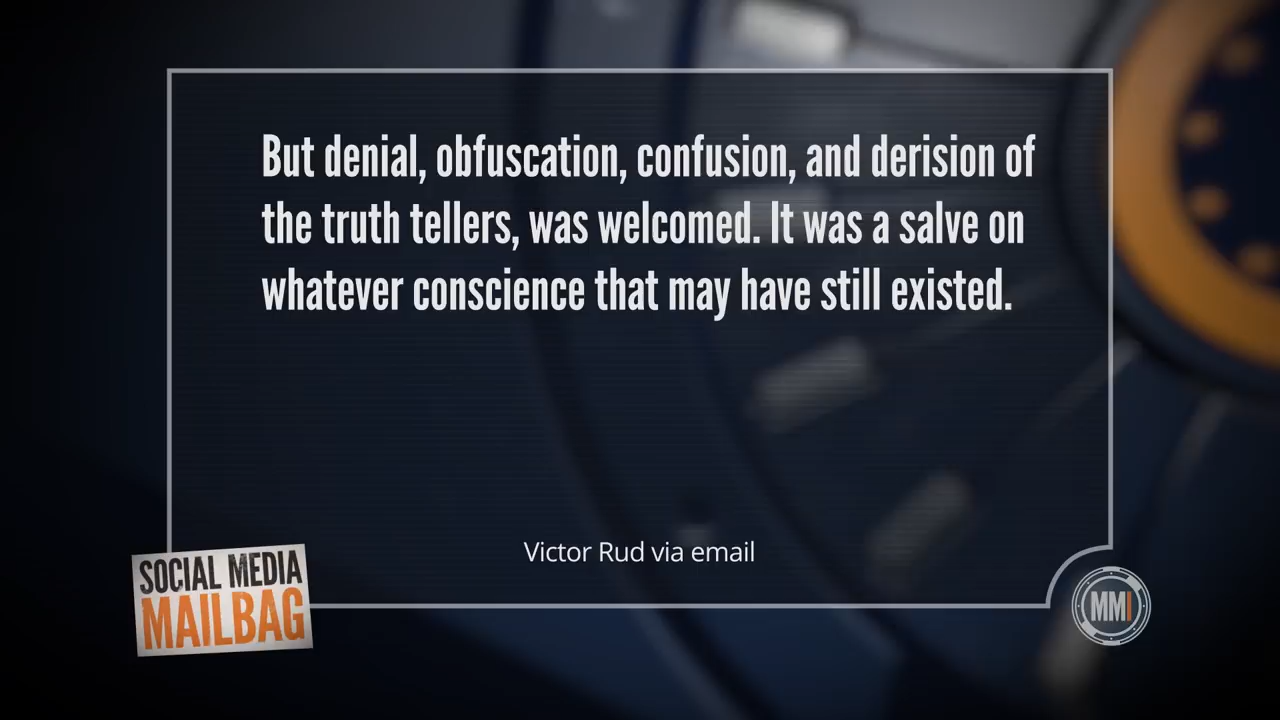 But denial, obfuscation, confusion, and derision of
the truth tellers, was welcomed. It was a salve on
whatever conscience that may have still existed.
Victor Rud via email
SOCIAL MEDIA
MAILBAG
MMI